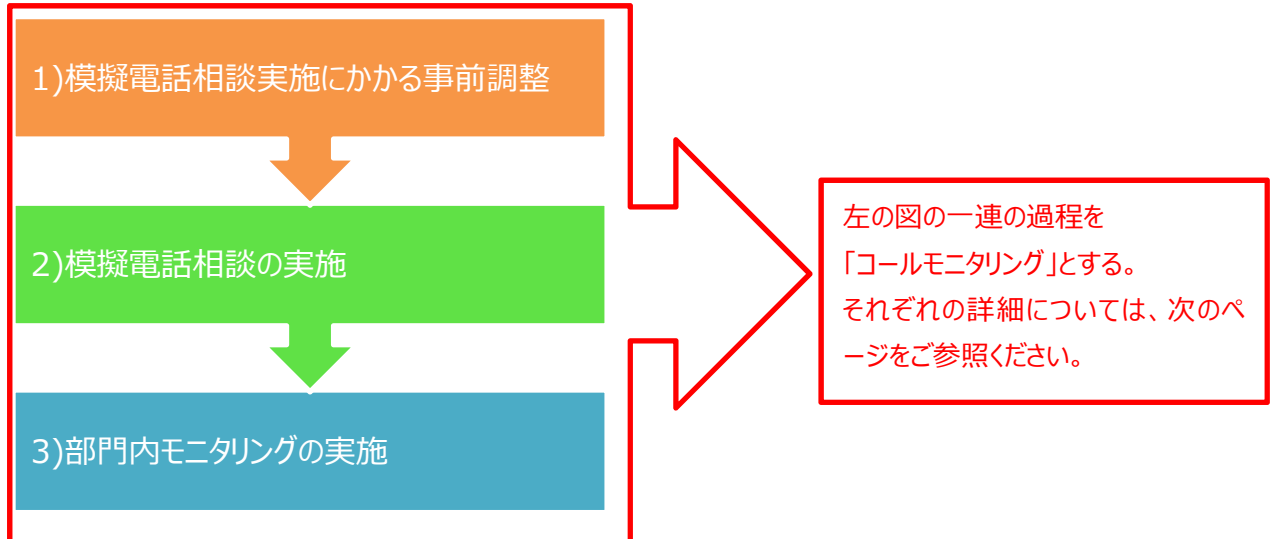 1)模擬電話相談実施にかかる事前調整
2)模擬電話相談の実施
3)部門内モニタリングの実施
左の図の一連の過程を
「コールモニタリング」とする。
それぞれの詳細については、次のペ
ージをご参照ください。